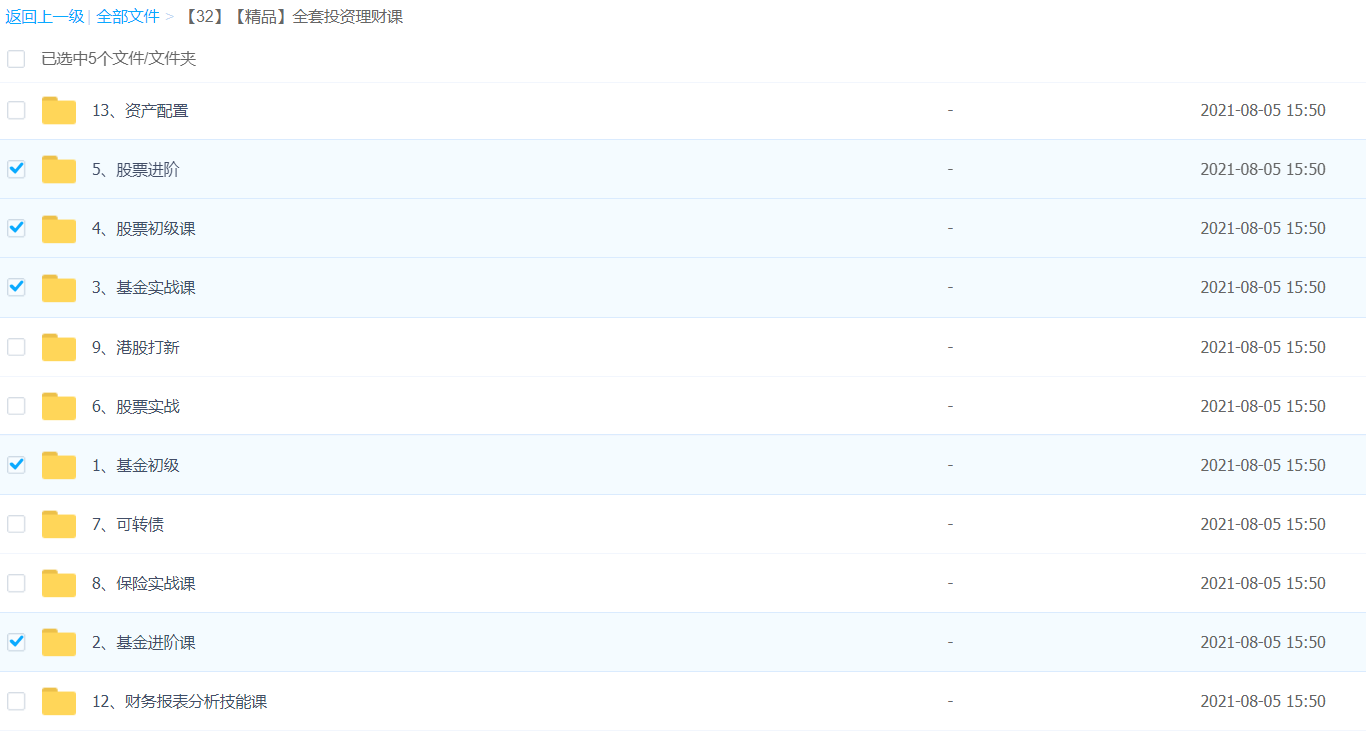 返回上一级 | 全部文件 > 【32】【精品】全套投资理财课
已选中5个文件/文件夹
13、资产配置 - 2021-08-05 15:50
5、股票进阶 - 2021-08-05 15:50
4、股票初级课 - 2021-08-05 15:50
3、基金实战课 - 2021-08-05 15:50
9、港股打新 - 2021-08-05 15:50
6、股票实战 - 2021-08-05 15:50
1、基金初级 - 2021-08-05 15:50
7、可转债 - 2021-08-05 15:50
8、保险实战课 - 2021-08-05 15:50
2、基金进阶课 - 2021-08-05 15:50
12、财务报表分析技能课 - 2021-08-05 15:50